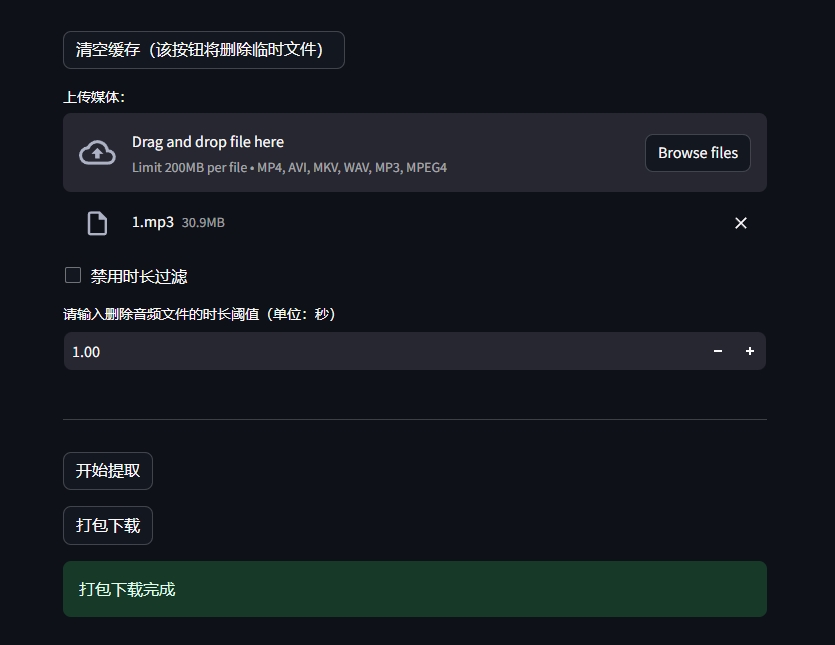 清空缓存（该按钮将删除临时文件）
上传媒体：
Drag and drop file here
Browse files
Limit 200MB per file • MP4, AVI, MKV, WAV, MP3, MPEG4
1.mp3 30.9MB
禁用时长过滤
请输入删除音频文件的时长阈值（单位：秒）
1.00
开始提取
打包下载
打包下载完成